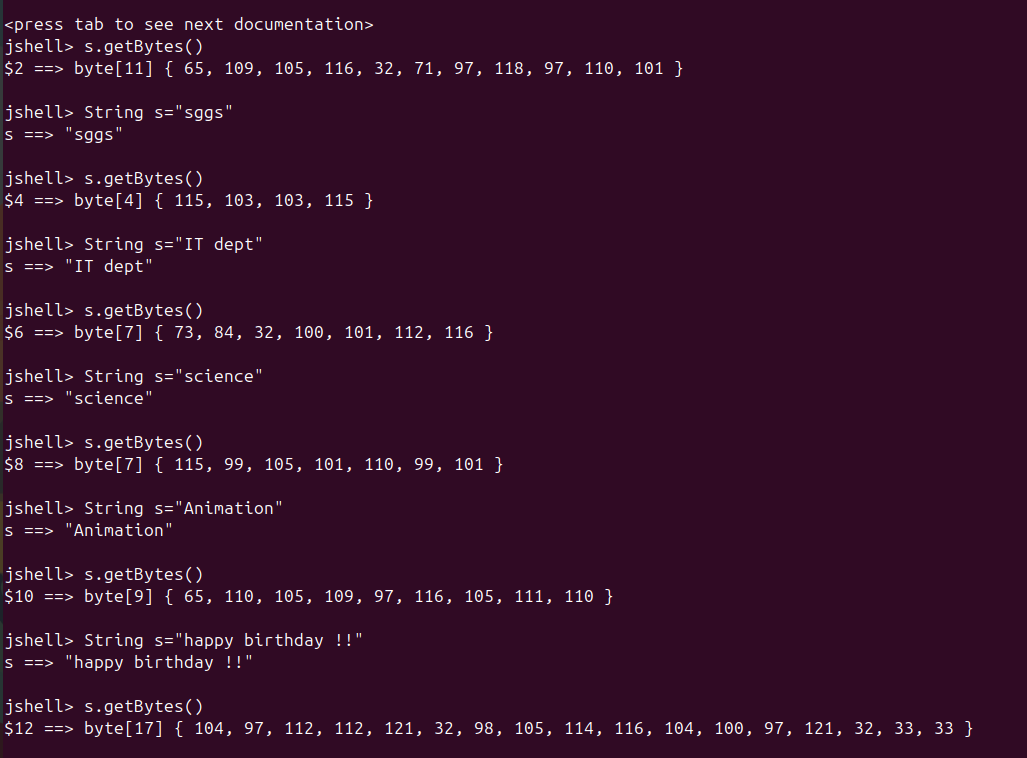 <press tab to see next documentation>
jshell> s.getBytes()
$2 ==> byte[11] { 65, 109, 105, 116, 32, 71, 97, 118, 97, 110, 101 }
jshell> String s="sggs"
s ==> "sggs"
jshell> s.getBytes()
$4 ==> byte[4] { 115, 103, 103, 115 }
jshell> String s="IT dept"
s ==> "IT dept"
jshell> s.getBytes()
$6 ==> byte[7] { 73, 84, 32, 100, 101, 112, 116 }
jshell> String s="science"
s ==> "science"
jshell> s.getBytes()
$8 ==> byte[7] { 115, 99, 105, 101, 110, 99, 101 }
jshell> String s="Animation"
s ==> "Animation"
jshell> s.getBytes()
$10 ==> byte[9] { 65, 110, 105, 109, 97, 116, 105, 111, 110 }
jshell> String s="happy birthday !!"
s ==> "happy birthday !!"
jshell> s.getBytes()
$12 ==> byte[17] { 104, 97, 112, 112, 121, 32, 98, 105, 114, 116, 104, 100, 97, 121, 32, 33, 33 }